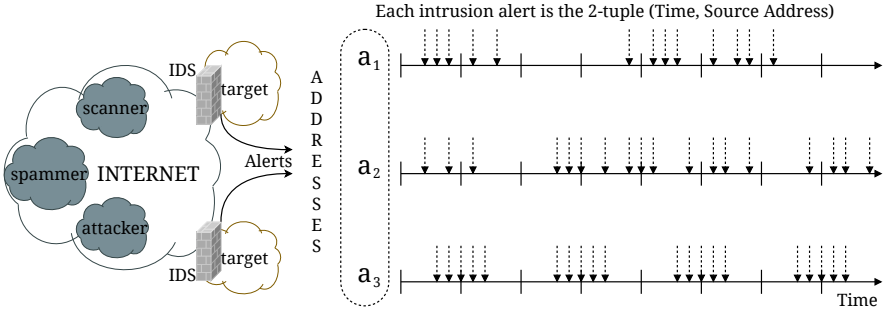 Each intrusion alert is the 2-tuple (Time, Source Address)
IDS
target
scanner
spammer
INTERNET
attacker
Alerts
IDS
target
ADDRESSES
a1
a2
a3
Time